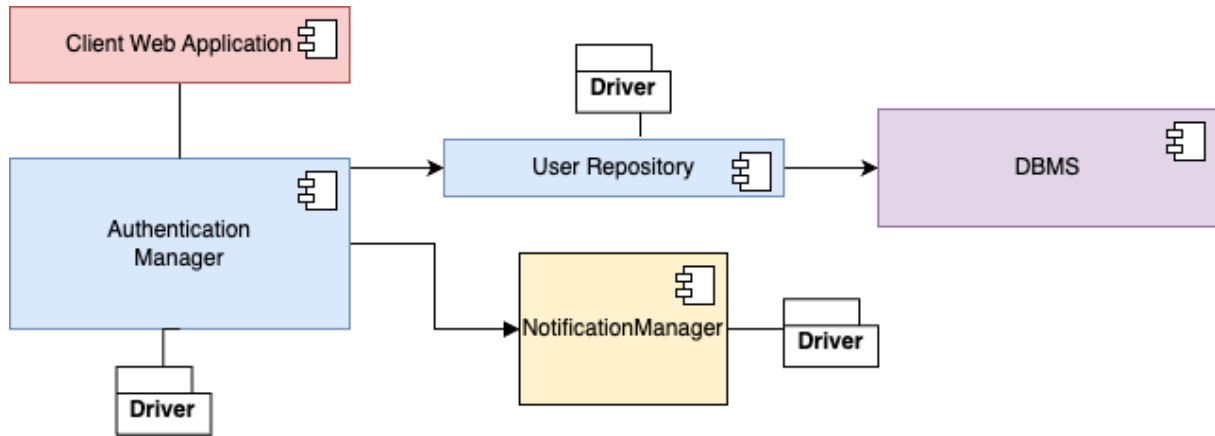 Client Web Application
Driver
User Repository
DBMS
Authentication
Manager
NotificationManager
Driver
Driver